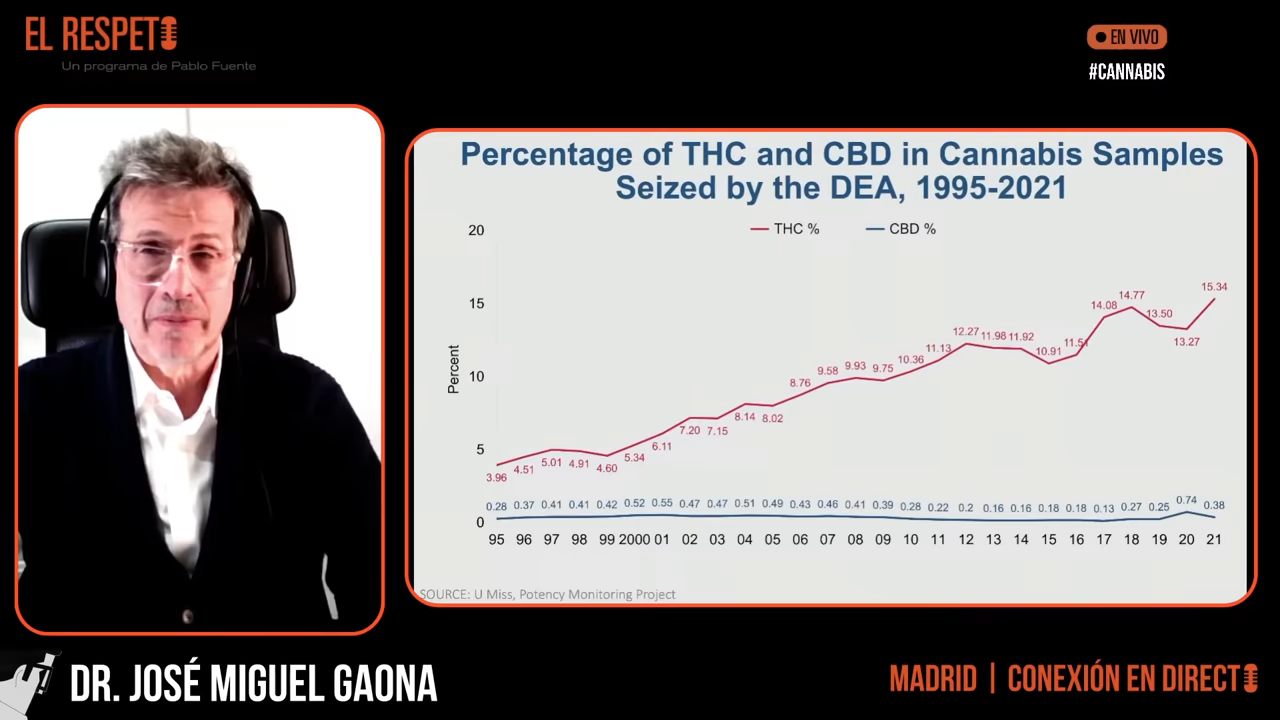 EL RESPETO
Un programa de Pablo Fuente
EN VIVO
#CANNABIS
Percentage of THC and CBD in Cannabis Samples
Seized by the DEA, 1995-2021
THC % CBD %
20
15
10
5
0
Percent
3.96 4.51 5.01 4.91 4.60 5.34 6.11 7.20 7.15 8.14 8.02 8.76 9.58 9.93 9.75 10.36 11.13 12.27 11.98 11.92 10.91 11.51 14.08 14.77 13.50 13.27 15.34
0.28 0.37 0.41 0.41 0.42 0.52 0.55 0.47 0.47 0.51 0.49 0.43 0.46 0.41 0.39 0.28 0.22 0.2 0.16 0.16 0.18 0.18 0.13 0.27 0.25 0.74 0.38
95 96 97 98 99 2000 01 02 03 04 05 06 07 08 09 10 11 12 13 14 15 16 17 18 19 20 21
SOURCE: U Miss, Potency Monitoring Project
DR. JOSÉ MIGUEL GAONA
MADRID | CONEXIÓN EN DIRECTO